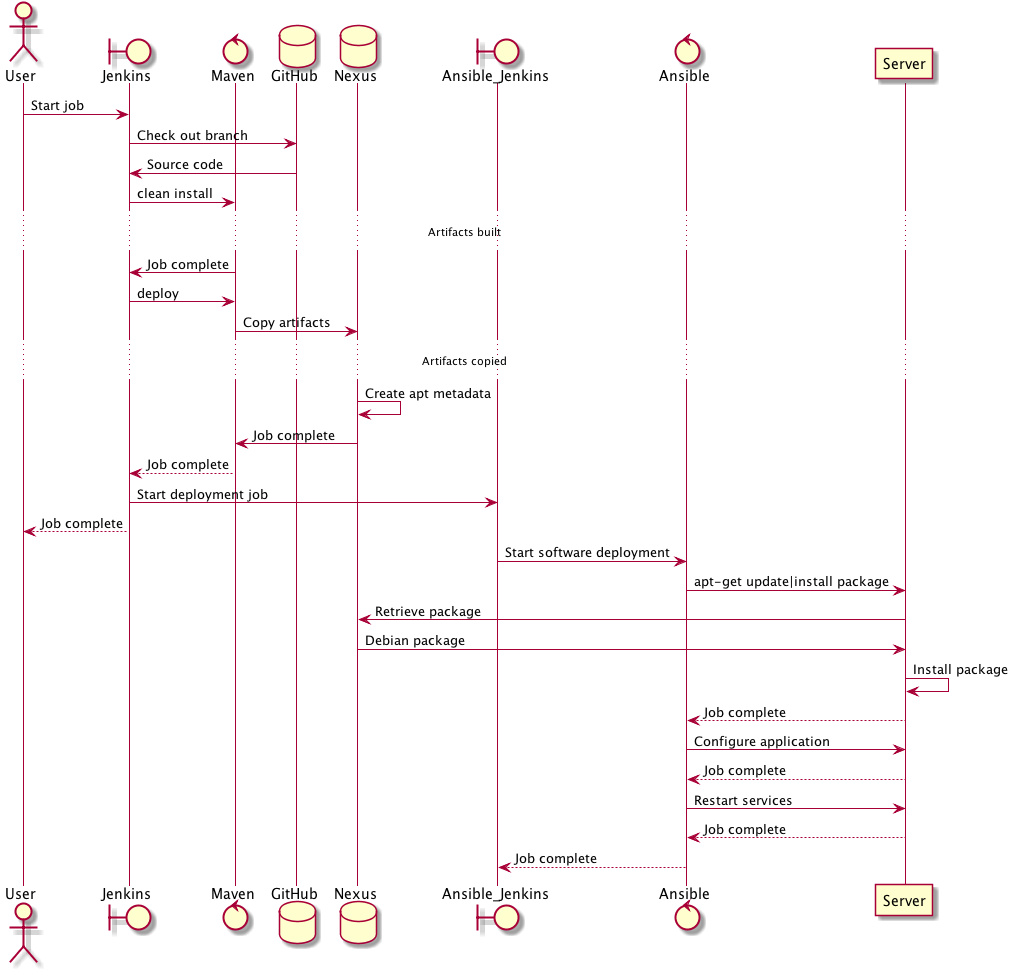 User
Jenkins
Maven
GitHub
Nexus
Ansible_Jenkins
Ansible
Server
Start job
Check out branch
Source code
clean install
Artifacts built
Job complete
deploy
Copy artifacts
Artifacts copied
Create apt metadata
Job complete
Job complete
Start deployment job
Job complete
Start software deployment
apt-get update|install package
Retrieve package
Debian package
Install package
Job complete
Configure application
Job complete
Restart services
Job complete
Job complete
User
Jenkins
Maven
GitHub
Nexus
Ansible_Jenkins
Ansible
Server